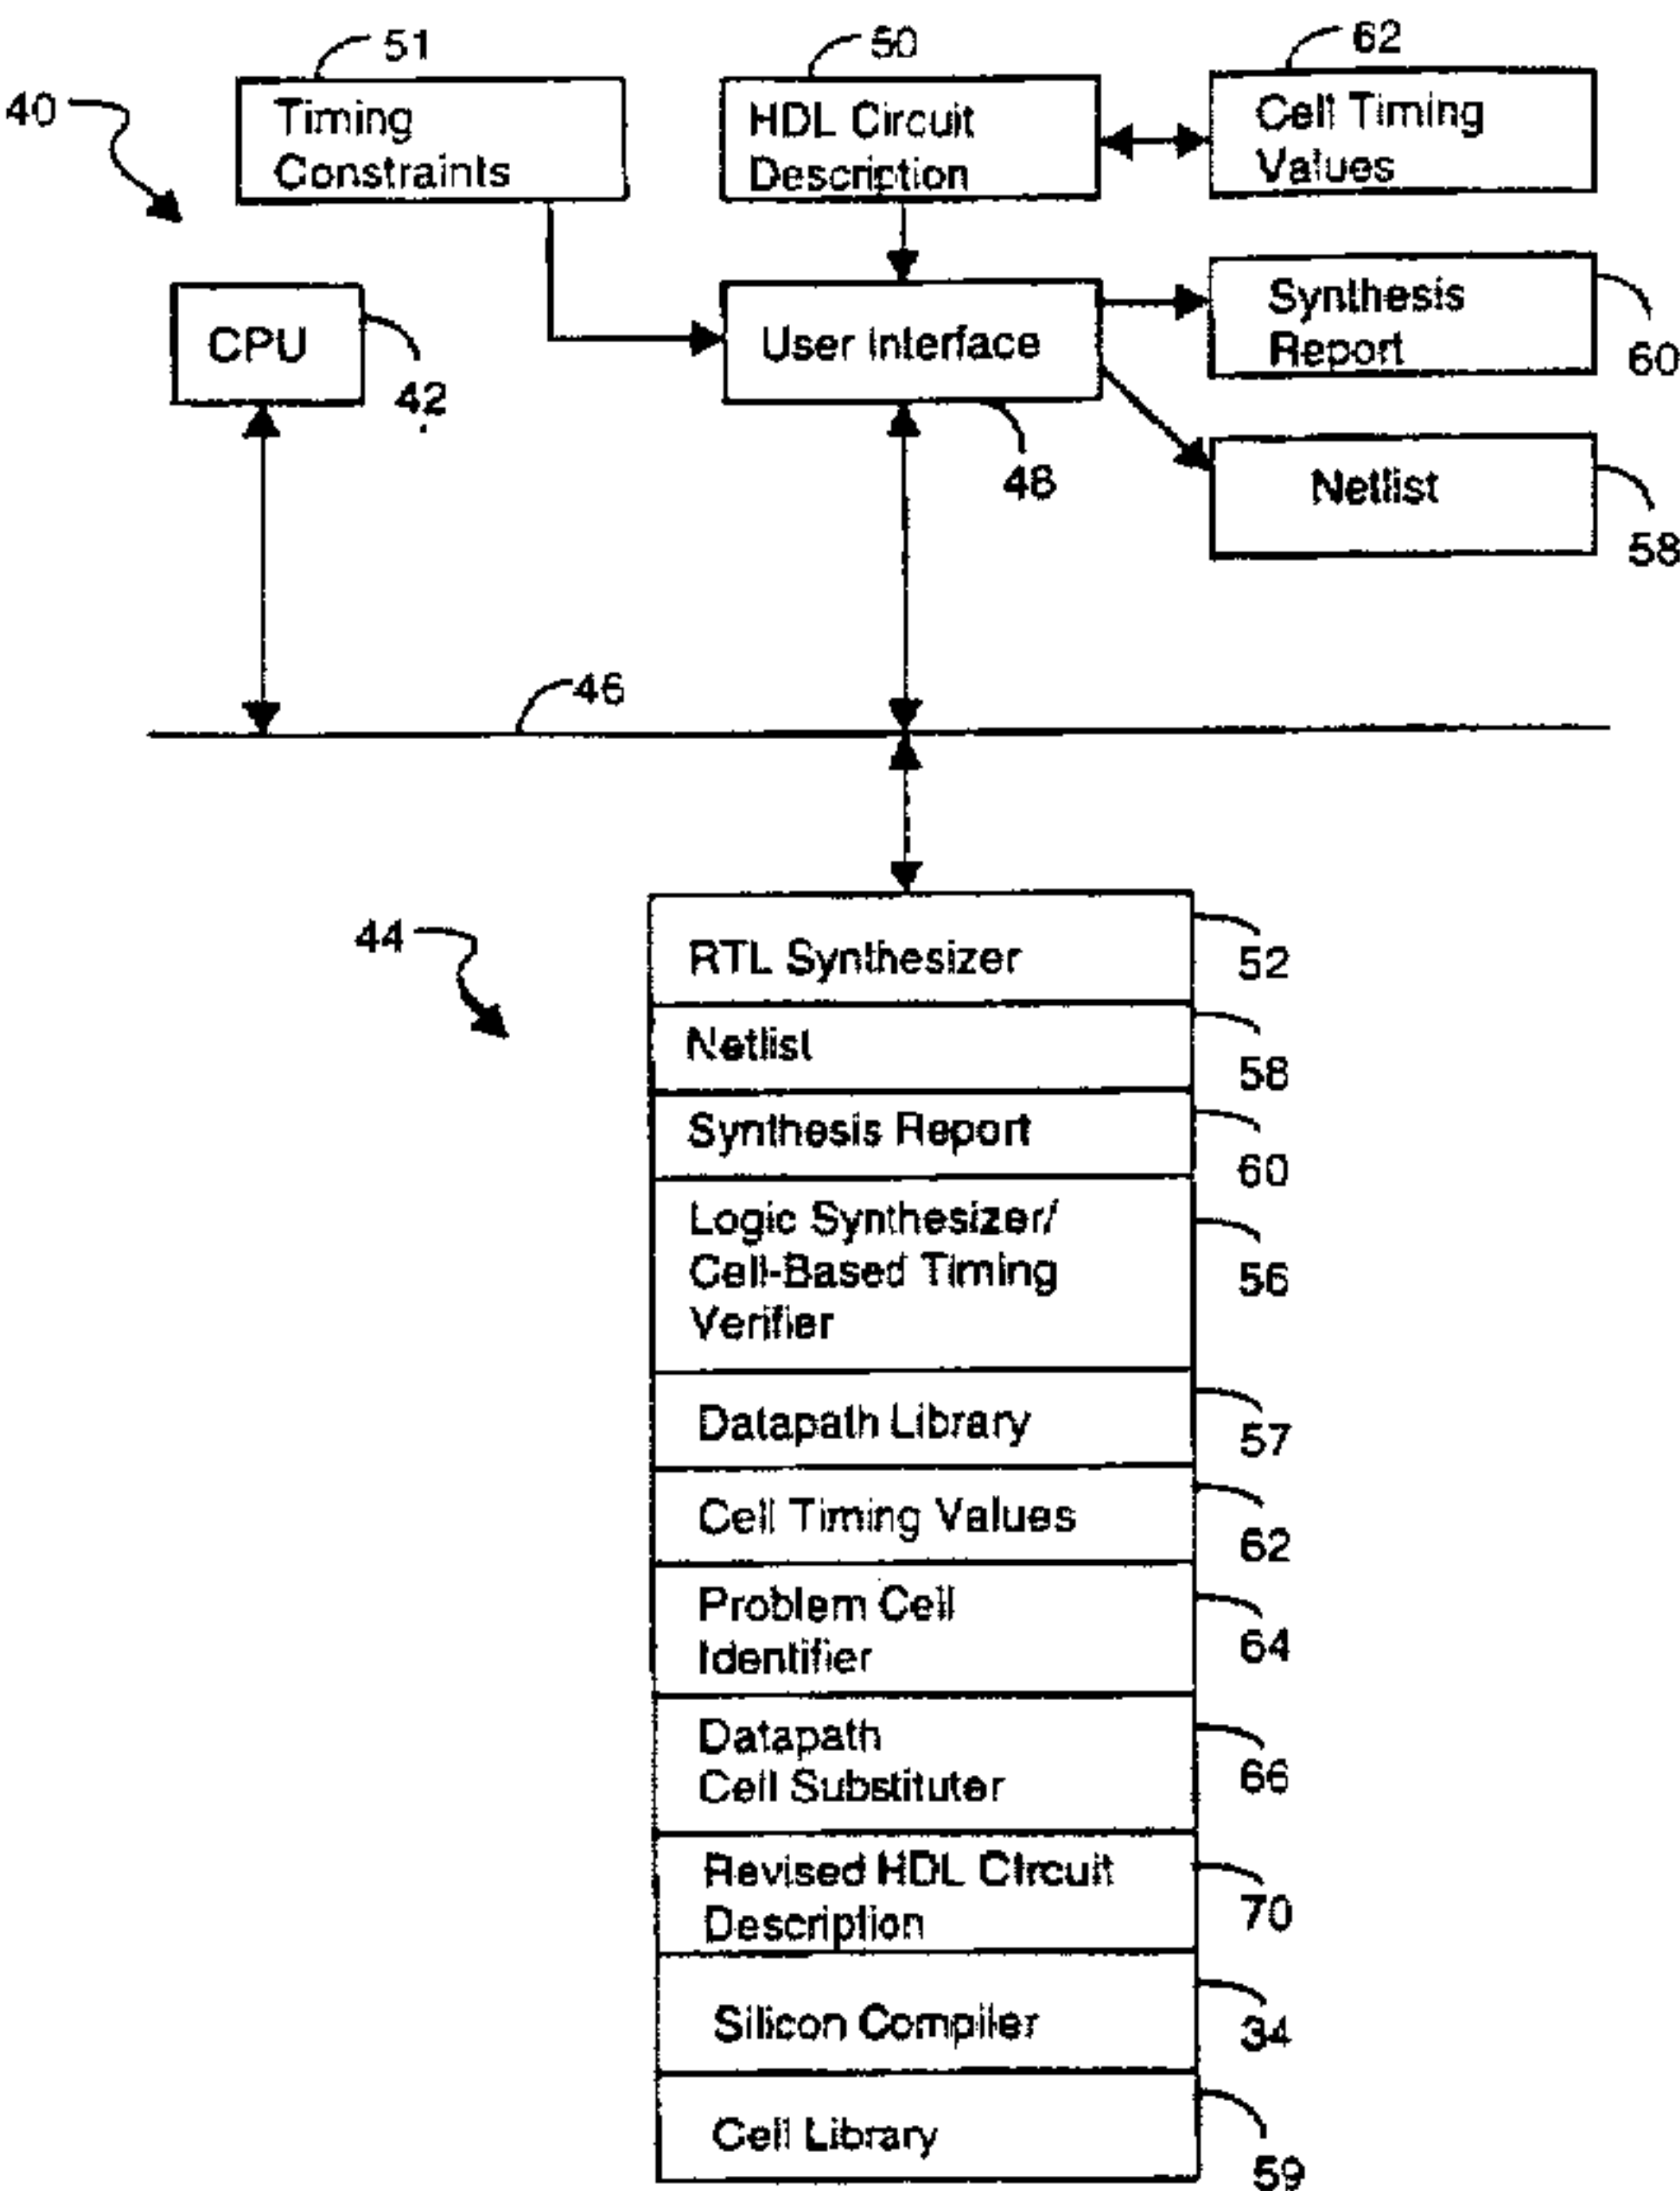 51
50
62
40
Timing
Constraints
HDL Circuit
Description
Cell Timing
Values
CPU
42
User Interface
48
Synthesis
Report
60
Netlist
58
46
44
RTL Synthesizer
52
Netlist
58
Synthesis Report
60
Logic Synthesizer/
Cell-Based Timing
Verifier
56
Datapath Library
57
Cell Timing Values
62
Problem Cell
Identifier
64
Datapath
Cell Substituter
66
Revised HDL Circuit
Description
70
Silicon Compiler
34
Cell Library
59